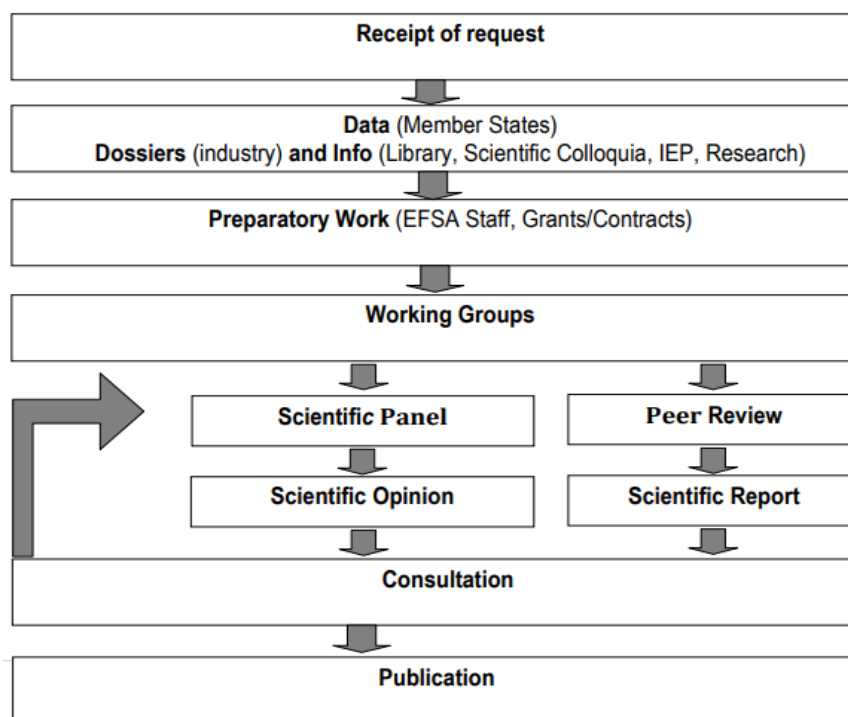 Receipt of request
Data (Member States)
Dossiers (industry) and Info (Library, Scientific Colloquia, IEP, Research)
Preparatory Work (EFSA Staff, Grants/Contracts)
Working Groups
Scientific Panel
Peer Review
Scientific Opinion
Scientific Report
Consultation
Publication